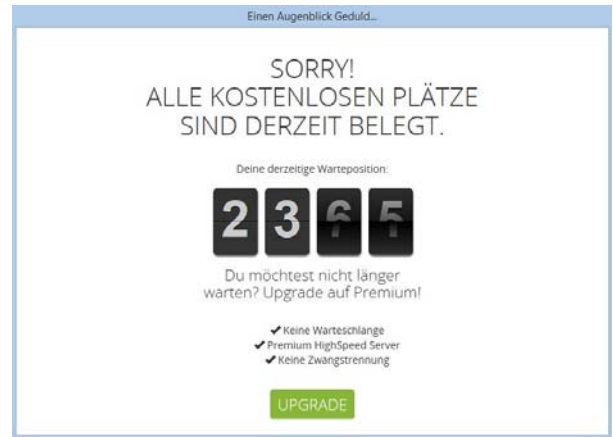 Einen Augenblick Geduld...
SORRY!
ALLE KOSTENLOSEN PLÄTZE
SIND DERZEIT BELEGT.
Deine derzeitige Warteposition:
23
Du möchtest nicht länger
warten? Upgrade auf Premium!
✔ Keine Warteschlange
✔ Premium HighSpeed Server
✔ Keine Zwangstrennung
UPGRADE